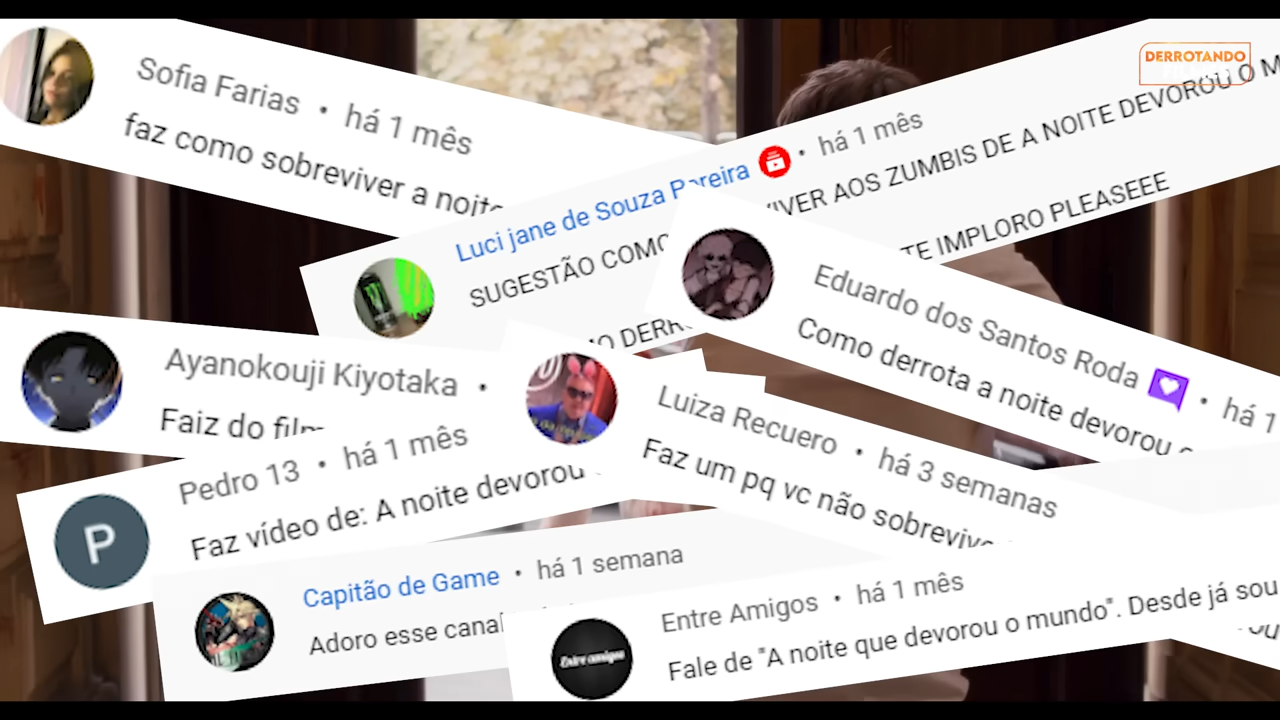 DERROTANDO
Sofia Farias • há 1 mês
faz como sobreviver a noite
Luci jane de Souza Pereira • há 1 mês
SUGESTÃO COMO
VIVER AOS ZUMBIS DE A NOITE DEVOROU O M
TE IMPLORO PLEASEEE
Eduardo dos Santos Roda • há 1
Como derrota a noite devorou o
Ayanokouji Kiyotaka •
Faiz do film
Luiza Recuero • há 3 semanas
Faz um pq vc não sobrevive
P
Pedro 13 • há 1 mês
Faz vídeo de: A noite devorou
Capitão de Game • há 1 semana
Adoro esse canal
Entre amigos
Entre Amigos • há 1 mês
Fale de "A noite que devorou o mundo". Desde já sou